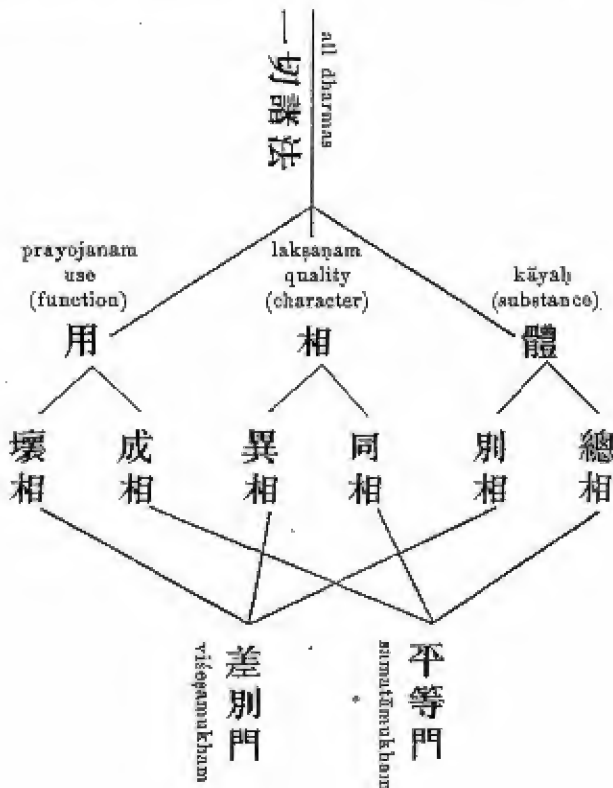 all dharmas
一切諸法
prayojanam
use
(function)
用
lakṣaṇam
quality
(character)
相
kāyaḥ
(substance)
體
壞相
成相
異相
同相
別相
總相
差別門
viśeṣamukham
平等門
samatāmukham